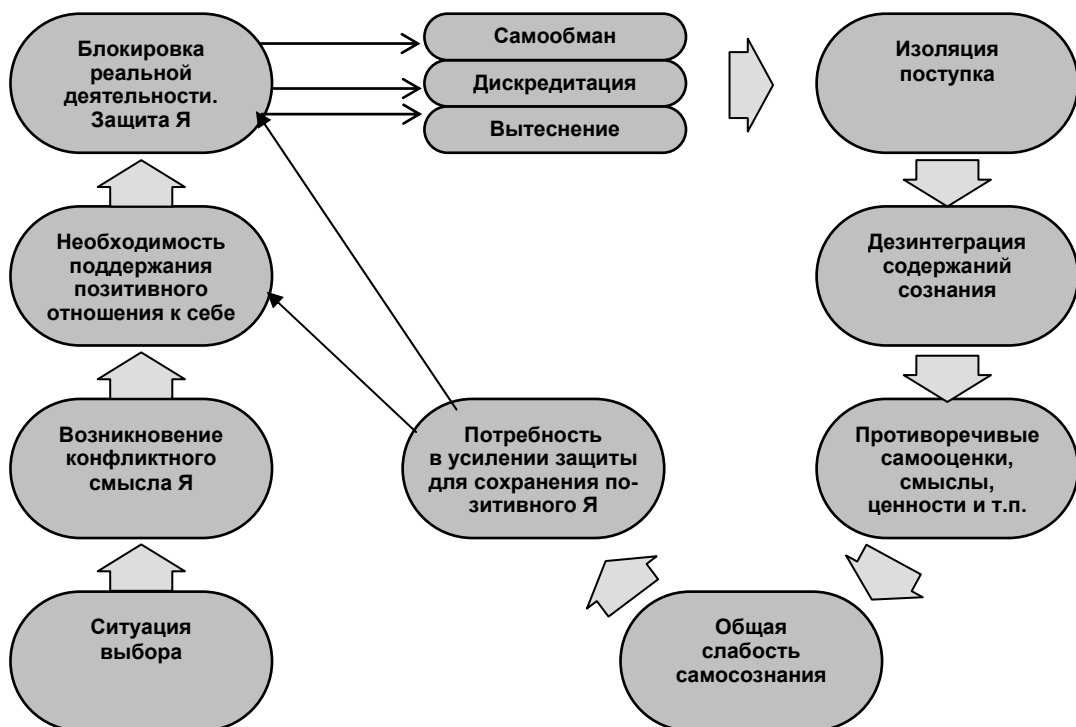 Блокировка
реальной
деятельности.
Защита Я
Самообман
Дискредитация
Вытеснение
Изоляция
поступка
Необходимость
поддержания
позитивного
отношения к себе
Дезинтеграция
содержаний
сознания
Возникновение
конфликтного
смысла Я
Потребность
в усилении защиты
для сохранения по-
зитивного Я
Противоречивые
самооценки,
смыслы,
ценности и т.п.
Ситуация
выбора
Общая
слабость
самосознания